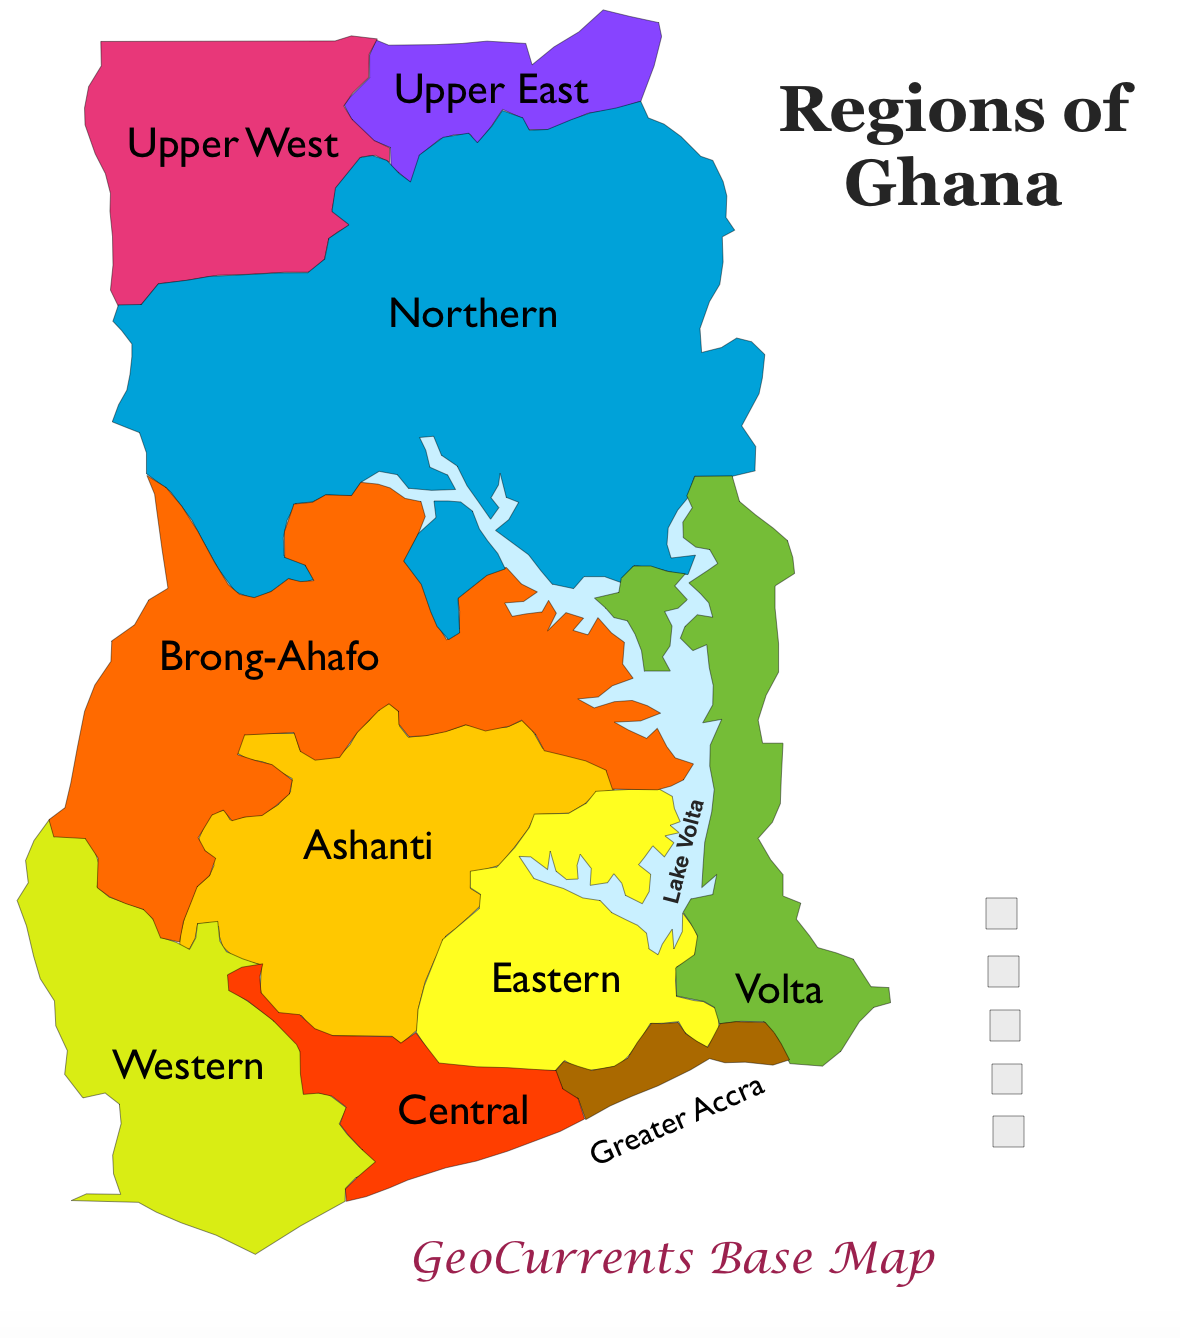 Regions of
Ghana
Upper East
Upper West
Northern
Brong-Ahafo
Ashanti
Lake Volta
Eastern
Volta
Western
Central
Greater Accra
GeoCurrents Base Map